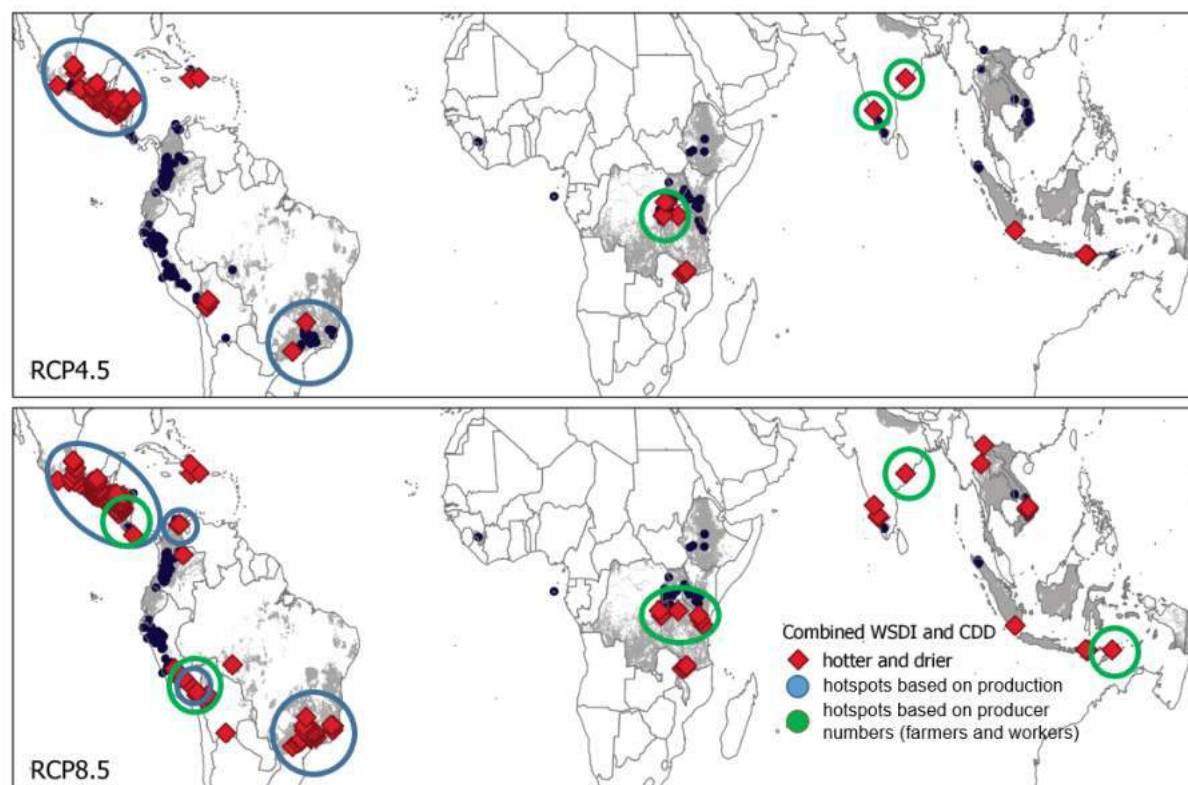 RCP4.5
Combined WSDI and CDD
hotter and drier
hotspots based on production
hotspots based on producer
numbers (farmers and workers)
RCP8.5